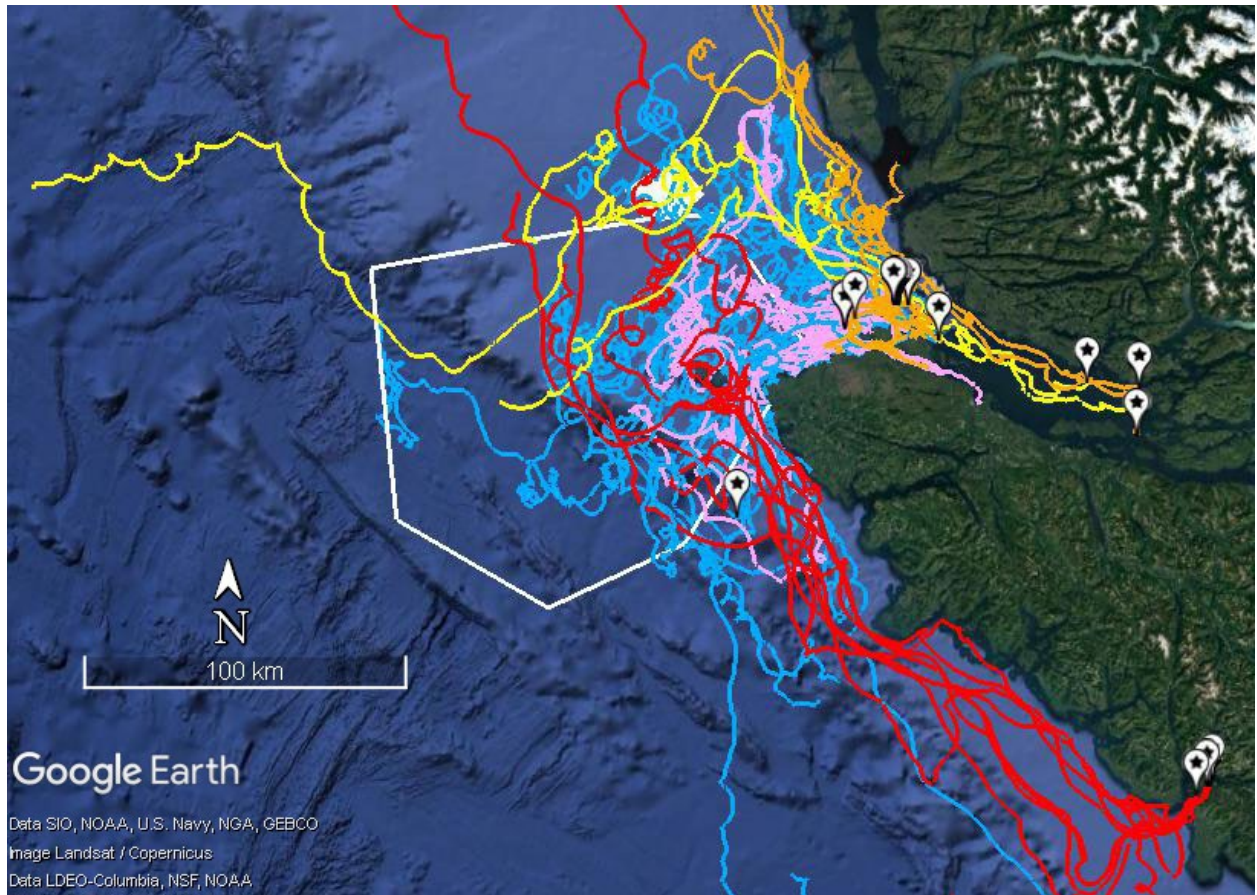 N
100 km
Google Earth
Data SIO, NOAA, U.S. Navy, NGA, GEBCO
Image Landsat / Copernicus
Data LDEO-Columbia, NSF, NOAA